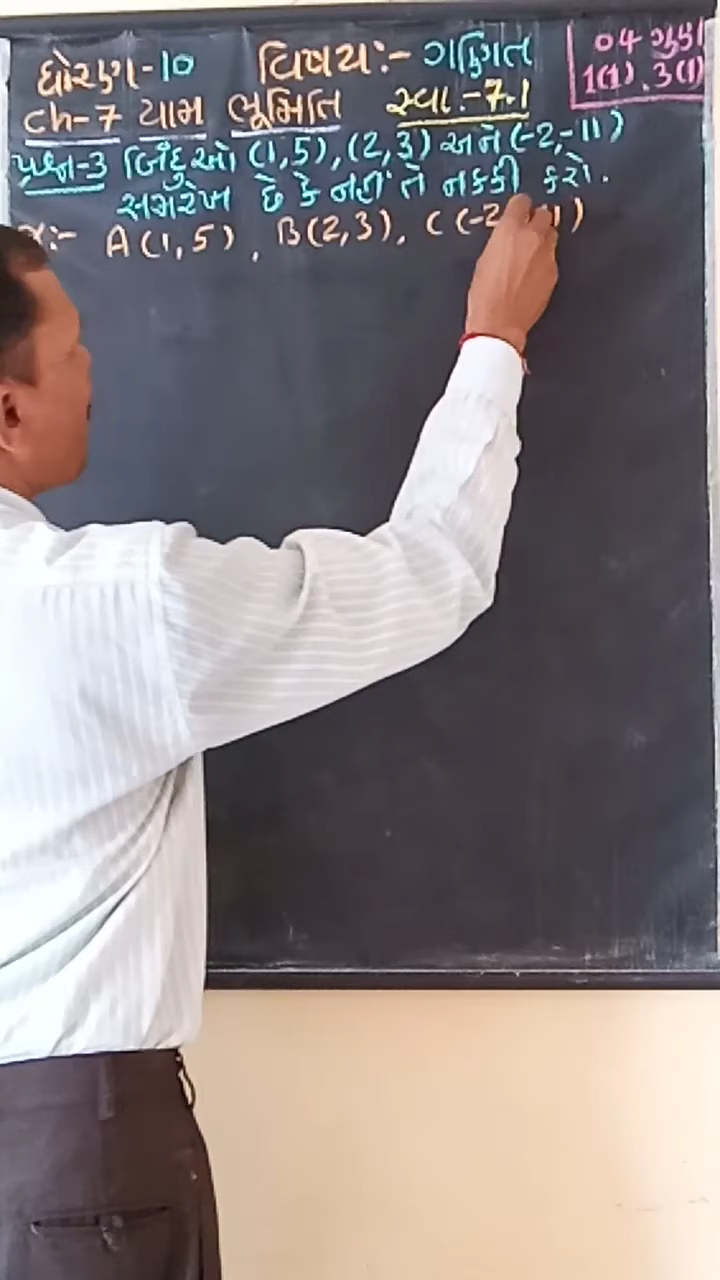 ધોરણ-10 વિષય:- ગણિત
04 ગુણ
1(1). 3(1)
ch-7 યામ ભૂમિતિ સ્વા.-7.1
પ્રશ્ન-3 બિંદુઓ (1,5), (2,3) અને (-2,-11)
સમરેખ છે કે નહીં તે નક્કી કરો.
:- A(1,5), B(2,3), C(-2 11)